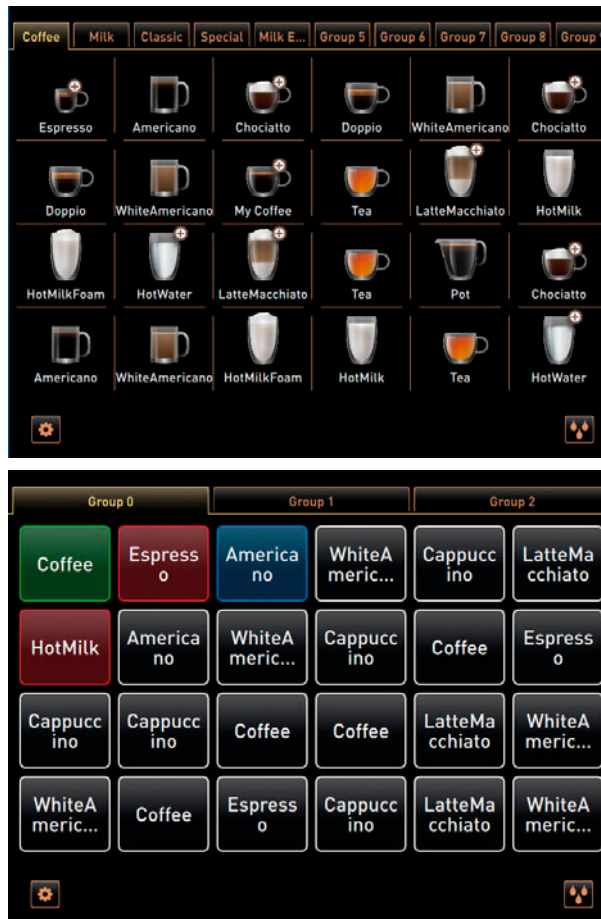 Coffee Milk Classic Special Milk E... Group 5 Group 6 Group 7 Group 8 Group
Espresso Americano Chociatto Doppio WhiteAmericano Chociatto
Doppio WhiteAmericano My Coffee Tea LatteMacchiato HotMilk
HotMilkFoam HotWater LatteMacchiato Tea Pot Chociatto
Americano WhiteAmericano HotMilkFoam HotMilk Tea HotWater
Group 0 Group 1 Group 2
Coffee
Espress
o
America
no
WhiteA
meric...
Cappucc
ino
LatteMa
cchiato
HotMilk
America
no
WhiteA
meric...
Cappucc
ino
Coffee
Espress
o
Cappucc
ino
Cappucc
ino
Coffee
Coffee
LatteMa
cchiato
WhiteA
meric...
WhiteA
meric...
Coffee
Espress
o
Cappucc
ino
LatteMa
cchiato
WhiteA
meric...